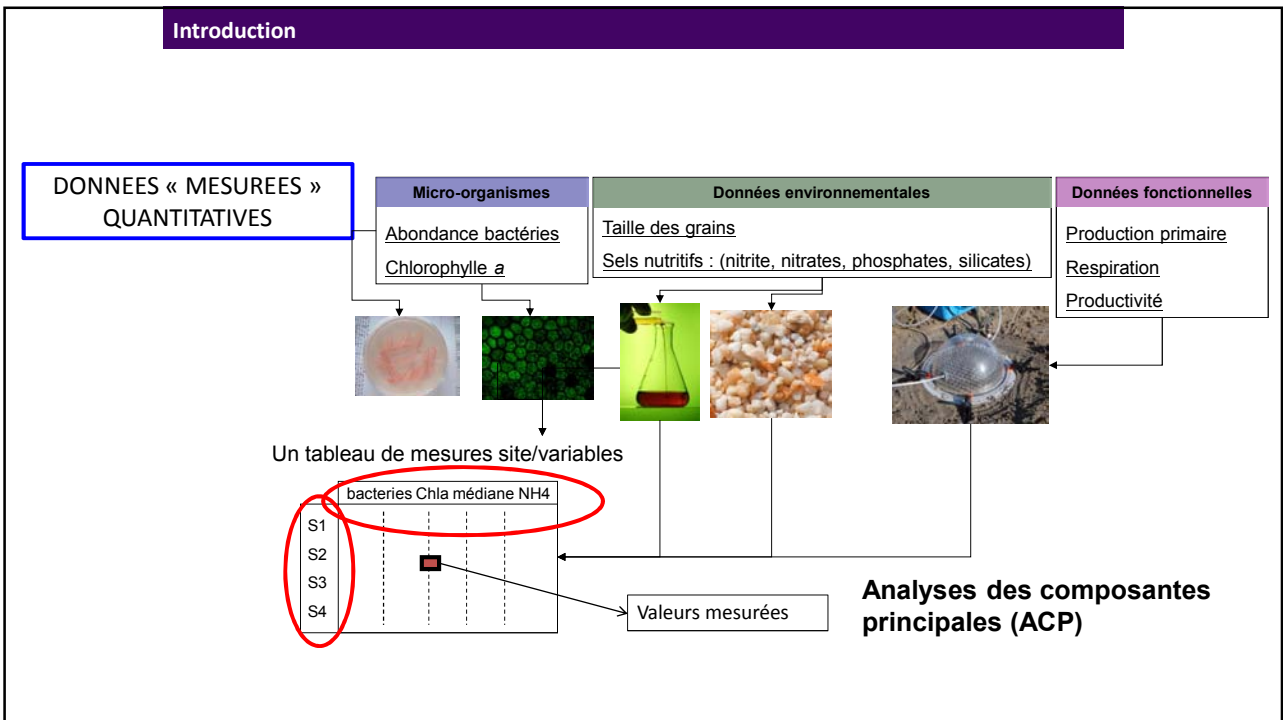 Introduction
DONNEES « MESUREES »
QUANTITATIVES
Micro-organismes
Abondance bactéries
Chlorophylle a
Données environnementales
Taille des grains
Sels nutritifs : (nitrite, nitrates, phosphates, silicates)
Données fonctionnelles
Production primaire
Respiration
Productivité
Un tableau de mesures site/variables
bacteries Chla médiane NH4
S1
S2
S3
S4
Valeurs mesurées
Analyses des composantes
principales (ACP)